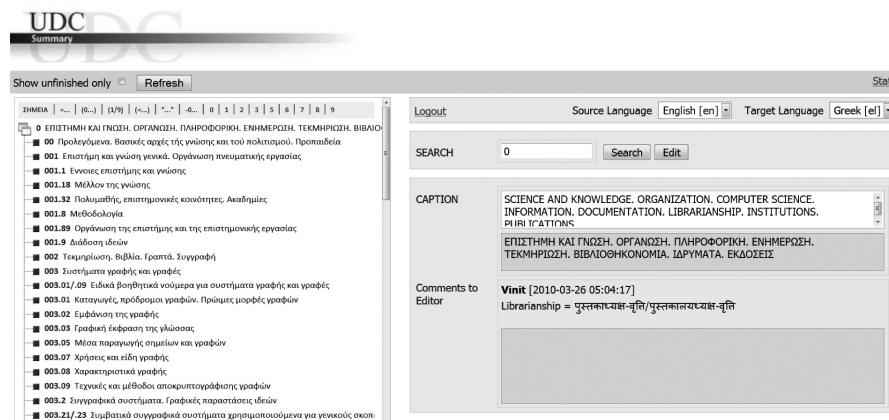 UDC
Summary
Show unfinished only Refresh
ΣΗΜΕΙΑ | =... | (0...) | (1/9) | (=...) | "..." | -0... | 0 | 1 | 2 | 3 | 5 | 6 | 7 | 8 | 9
0 ΕΠΙΣΤΗΜΗ ΚΑΙ ΓΝΩΣΗ. ΟΡΓΑΝΩΣΗ. ΠΛΗΡΟΦΟΡΙΚΗ. ΕΝΗΜΕΡΩΣΗ. ΤΕΚΜΗΡΙΩΣΗ. ΒΙΒΛΙΟ
00 Προλεγόμενα. Βασικές αρχές τής γνώσης και τού πολιτισμού. Προπαιδεία
001 Επιστήμη και γνώση γενικά. Οργάνωση πνευματικής εργασίας
001.1 Εννοιες επιστήμης και γνώσης
001.18 Μέλλον της γνώσης
001.32 Πολυμαθής, επιστημονικές κοινότητες. Ακαδημίες
001.8 Μεθοδολογία
001.89 Οργάνωση της επιστήμης και της επιστημονικής εργασίας
001.9 Διάδοση ιδεών
002 Τεκμηρίωση. Βιβλία. Γραπτά. Συγγραφή
003 Συστήματα γραφής και γραφές
003.01/.09 Ειδικά βοηθητικά νούμερα για συστήματα γραφής και γραφές
003.01 Καταγωγές, πρόδρομοι γραφών. Πρώιμες μορφές γραφών
003.02 Εμφάνιση της γραφής
003.03 Γραφική έκφραση της γλώσσας
003.05 Μέσα παραγωγής σημείων και γραφών
003.07 Χρήσεις και είδη γραφής
003.08 Χαρακτηριστικά γραφής
003.09 Τεχνικές και μέθοδοι αποκρυπτογράφισης γραφών
003.2 Συγγραφικά συστήματα. Γραφικές παραστάσεις ιδεών
003.21/.23 Συμβατικά συγγραφικά συστήματα χρησιμοποιούμενα για γενικούς σκοπ
Logout Source Language English [en] Target Language Greek [el]
SEARCH 0 Search Edit
CAPTION
SCIENCE AND KNOWLEDGE. ORGANIZATION. COMPUTER SCIENCE.
INFORMATION. DOCUMENTATION. LIBRARIANSHIP. INSTITUTIONS.
PUBLICATIONS
ΕΠΙΣΤΗΜΗ ΚΑΙ ΓΝΩΣΗ. ΟΡΓΑΝΩΣΗ. ΠΛΗΡΟΦΟΡΙΚΗ. ΕΝΗΜΕΡΩΣΗ.
ΤΕΚΜΗΡΙΩΣΗ. ΒΙΒΛΙΟΘΗΚΟΝΟΜΙΑ. ΙΔΡΥΜΑΤΑ. ΕΚΔΟΣΕΙΣ
Comments to
Editor
Vinit [2010-03-26 05:04:17]
Librarianship = पुस्तकाध्यक्ष-वृत्ति/पुस्तकालयध्यक्ष-वृत्ति